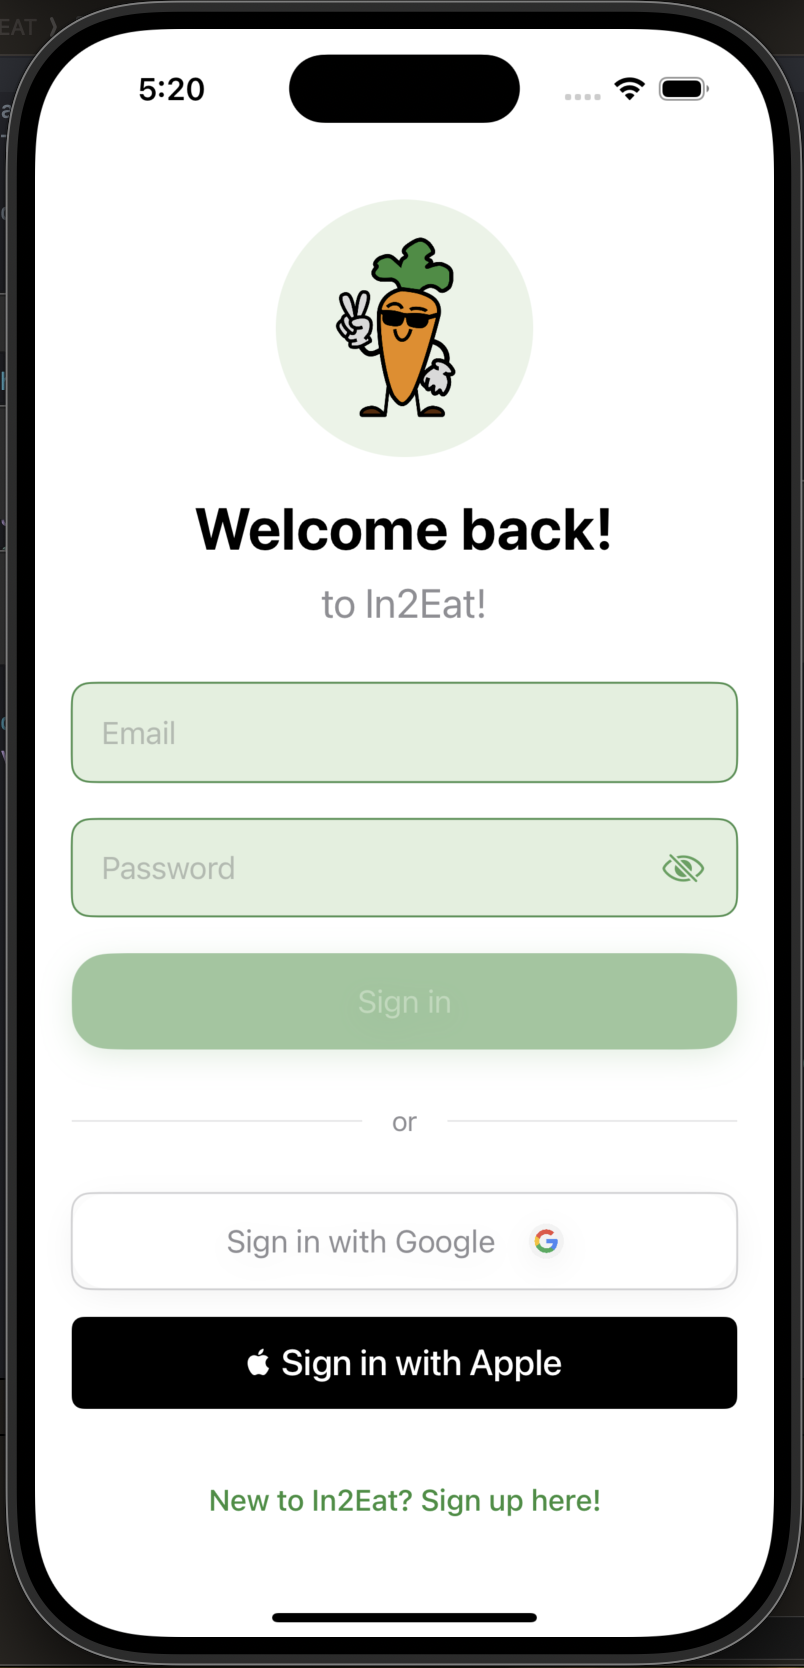 EAT
5:20
Welcome back!
to In2Eat!
Email
Password
Sign in
or
Sign in with Google
Sign in with Apple
New to In2Eat? Sign up here!